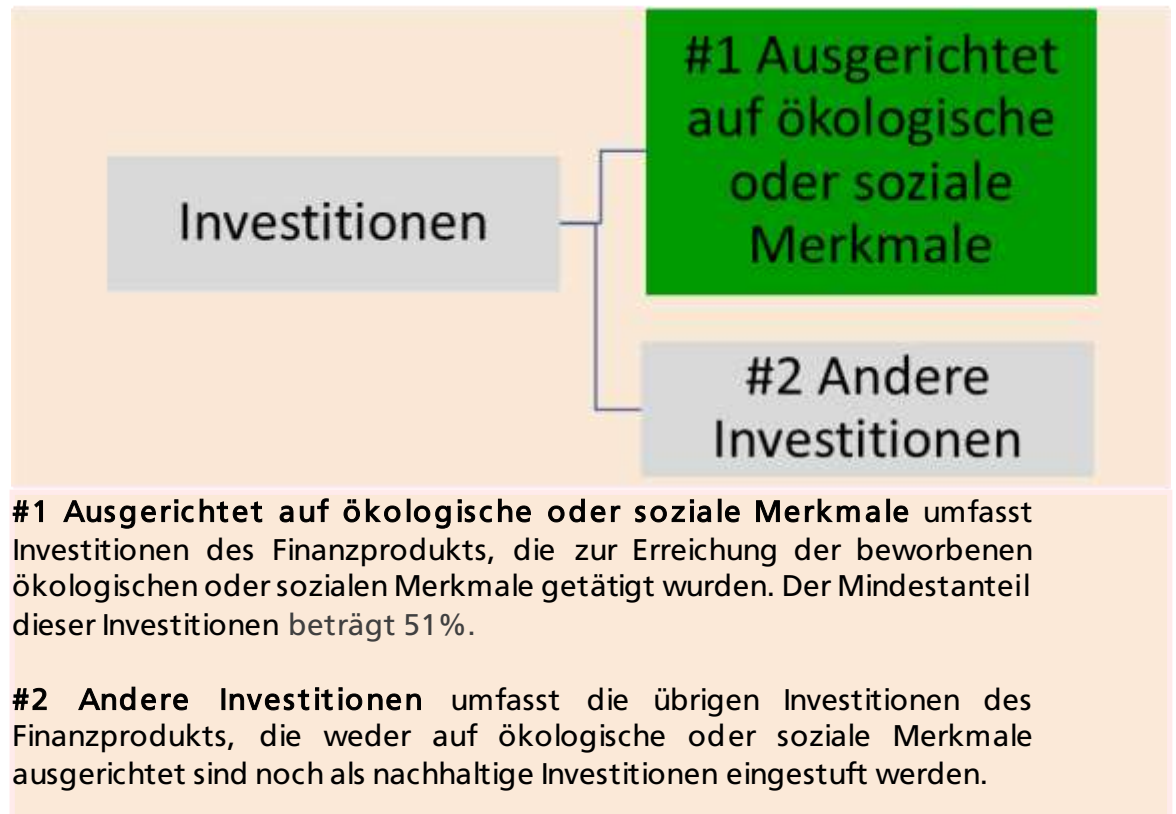 Investitionen
#1 Ausgerichtet
auf ökologische
oder soziale
Merkmale
#2 Andere
Investitionen
#1 Ausgerichtet auf ökologische oder soziale Merkmale umfasst
Investitionen des Finanzprodukts, die zur Erreichung der beworbenen
ökologischen oder sozialen Merkmale getätigt wurden. Der Mindestanteil
dieser Investitionen beträgt 51%.
#2 Andere Investitionen umfasst die übrigen Investitionen des
Finanzprodukts, die weder auf ökologische oder soziale Merkmale
ausgerichtet sind noch als nachhaltige Investitionen eingestuft werden.